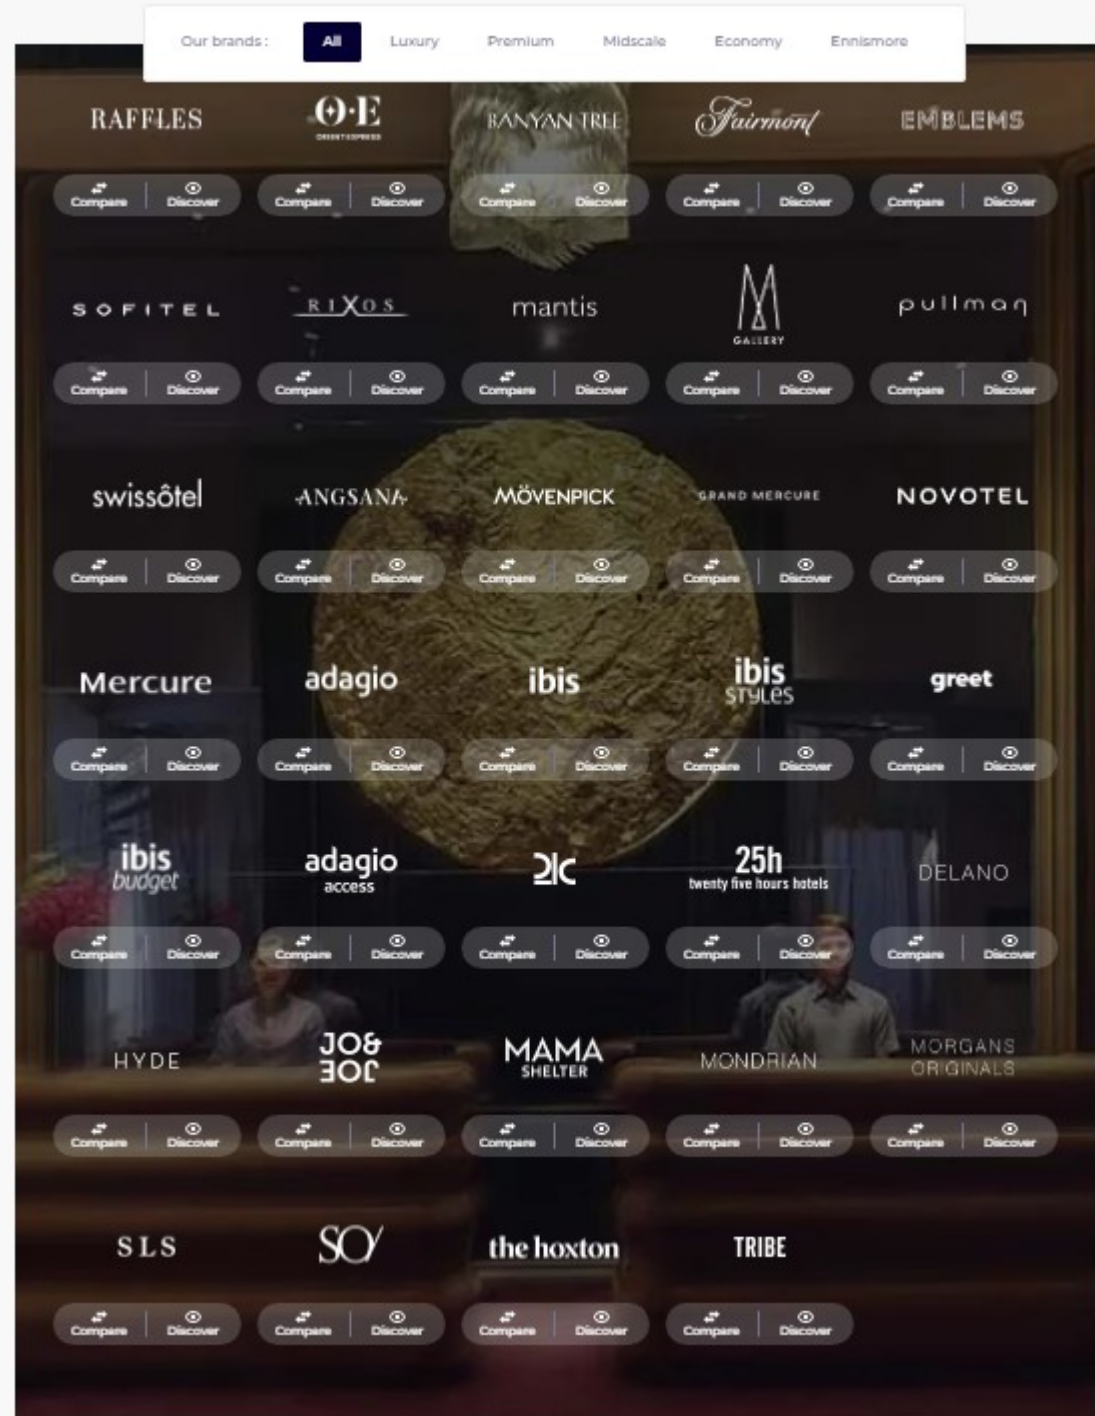 Our brands : All Luxury Premium Midscale Economy Ennismore
RAFFLES O·E BANYAN TREE Fairmont EMBLEMS
ORIENT EXPRESS
Compare Discover Compare Discover Compare Discover Compare Discover Compare Discover
SOFITEL RIXOS mantis M pullman
GALLERY
Compare Discover Compare Discover Compare Discover Compare Discover Compare Discover
swissôtel ANGSANA MÖVENPICK GRAND MERCURE NOVOTEL
Compare Discover Compare Discover Compare Discover Compare Discover Compare Discover
Mercure adagio ibis ibis greet
STYLES
Compare Discover Compare Discover Compare Discover Compare Discover Compare Discover
ibis adagio 21c 25h DELANO
budget access twenty five hours hotels
Compare Discover Compare Discover Compare Discover Compare Discover Compare Discover
HYDE JO& MAMA MONDRIAN MORGANS
JOE SHELTER ORIGINALS
Compare Discover Compare Discover Compare Discover Compare Discover Compare Discover
SLS SO/ the hoxton TRIBE
Compare Discover Compare Discover Compare Discover Compare Discover